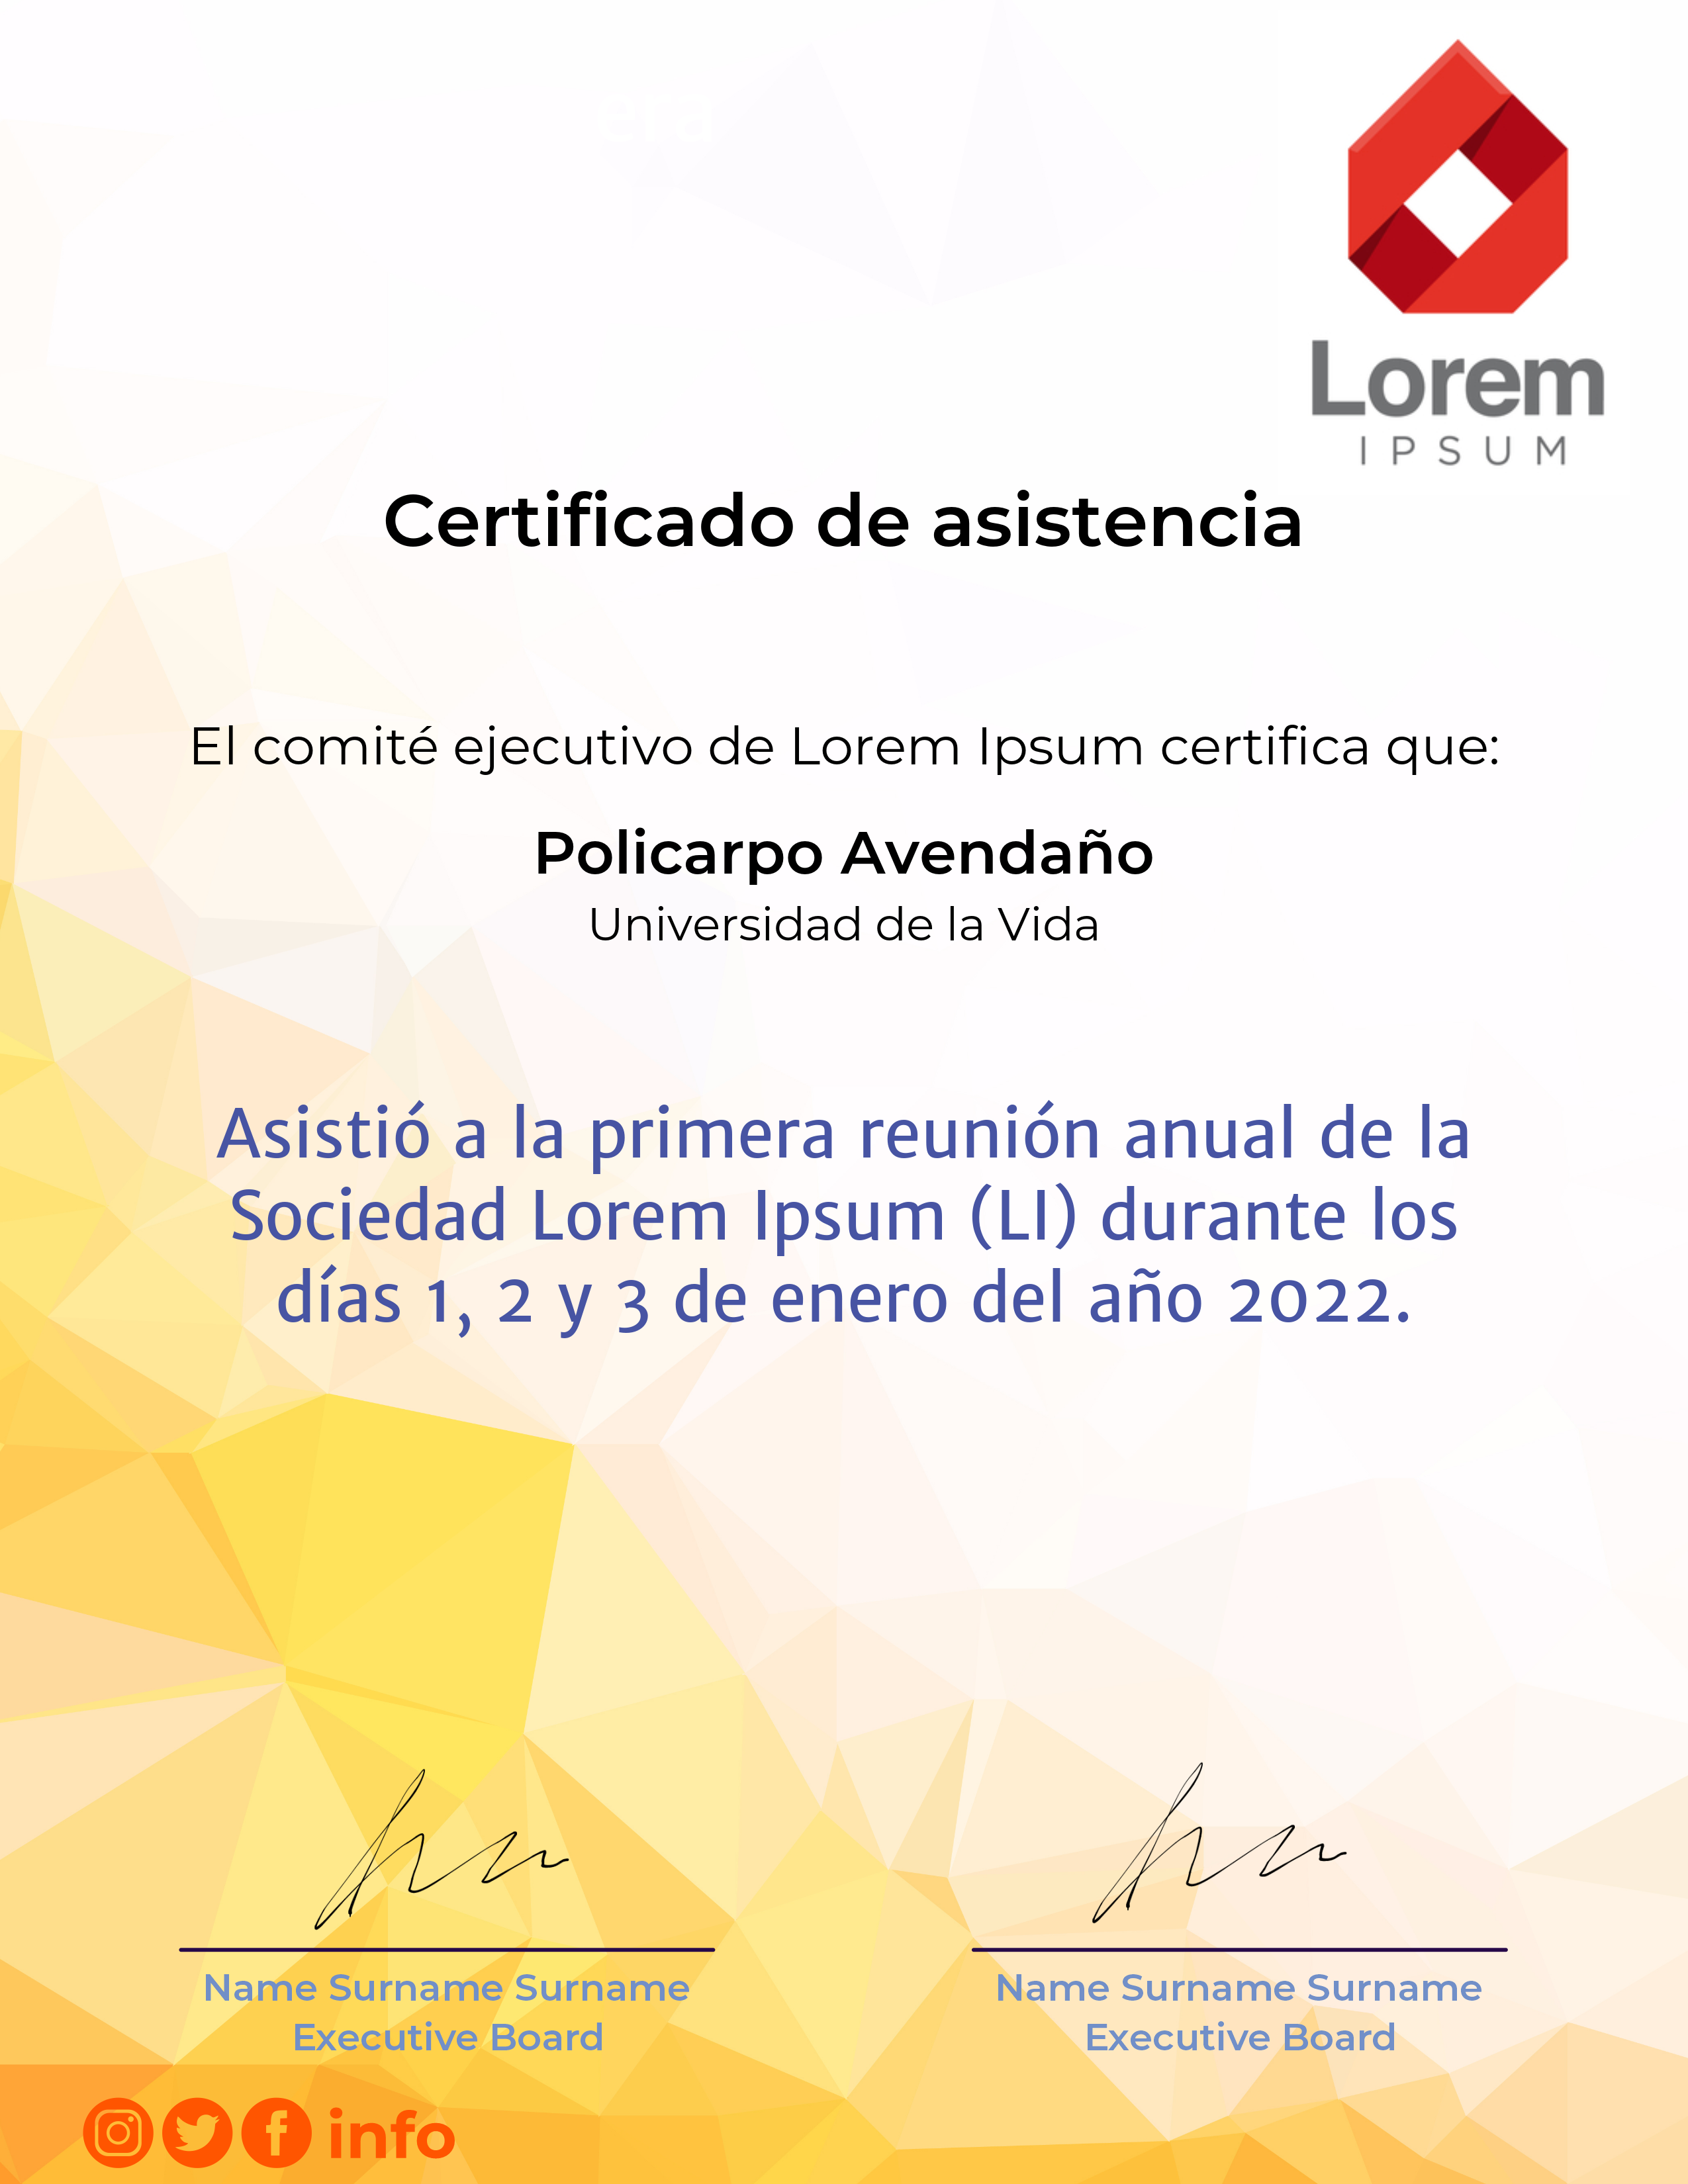 Lorem
IPSUM
Certificado de asistencia
El comité ejecutivo de Lorem Ipsum certifica que:
Policarpo Avendaño
Universidad de la Vida
Asistió a la primera reunión anual de la
Sociedad Lorem Ipsum (LI) durante los
días 1, 2 y 3 de enero del año 2022.
Name Surname Surname
Executive Board
Name Surname Surname
Executive Board
info